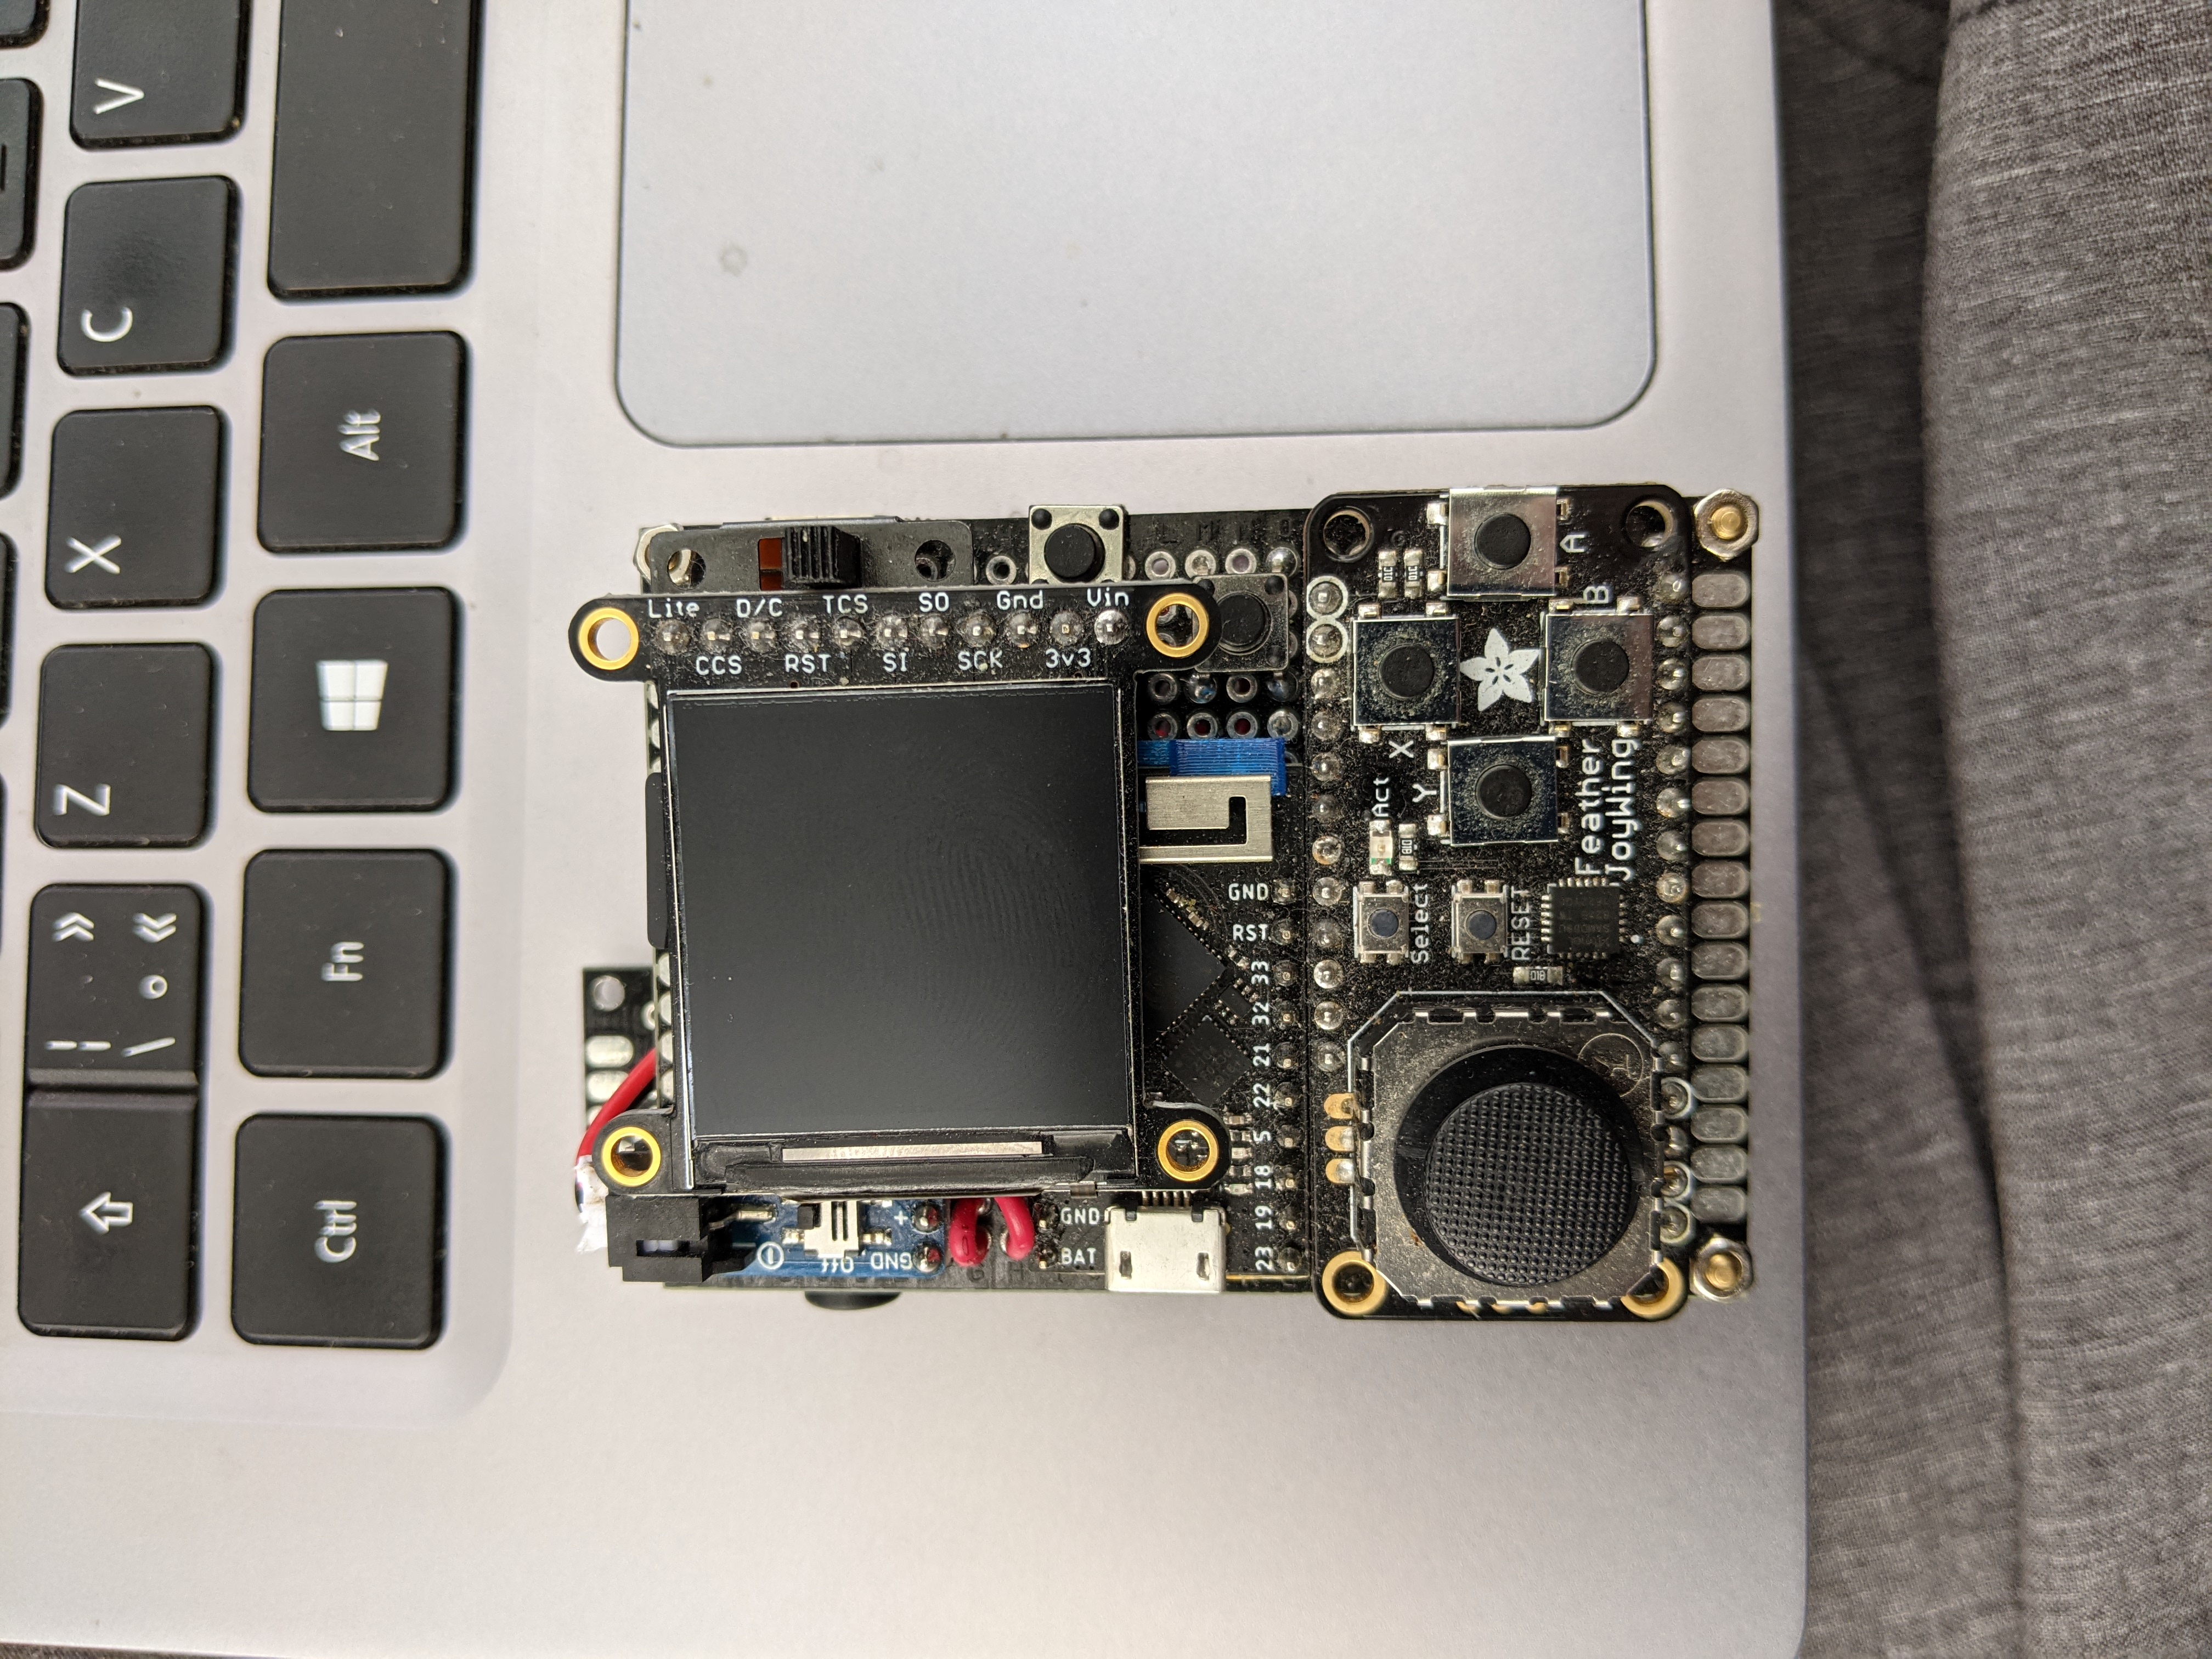 ¦ »
\ ° «
Z
X
C
V
Ctrl
Fn
Alt
Off
GND +
BAT GND
Lite
CCS
D/C
RST
TCS
SI
SO
SCK
Gnd
3v3
Vin
23 19 18 5 22 21 32 33 RST GND
Select
Act
X
Y
RESET
A
B
Feather
JoyWing